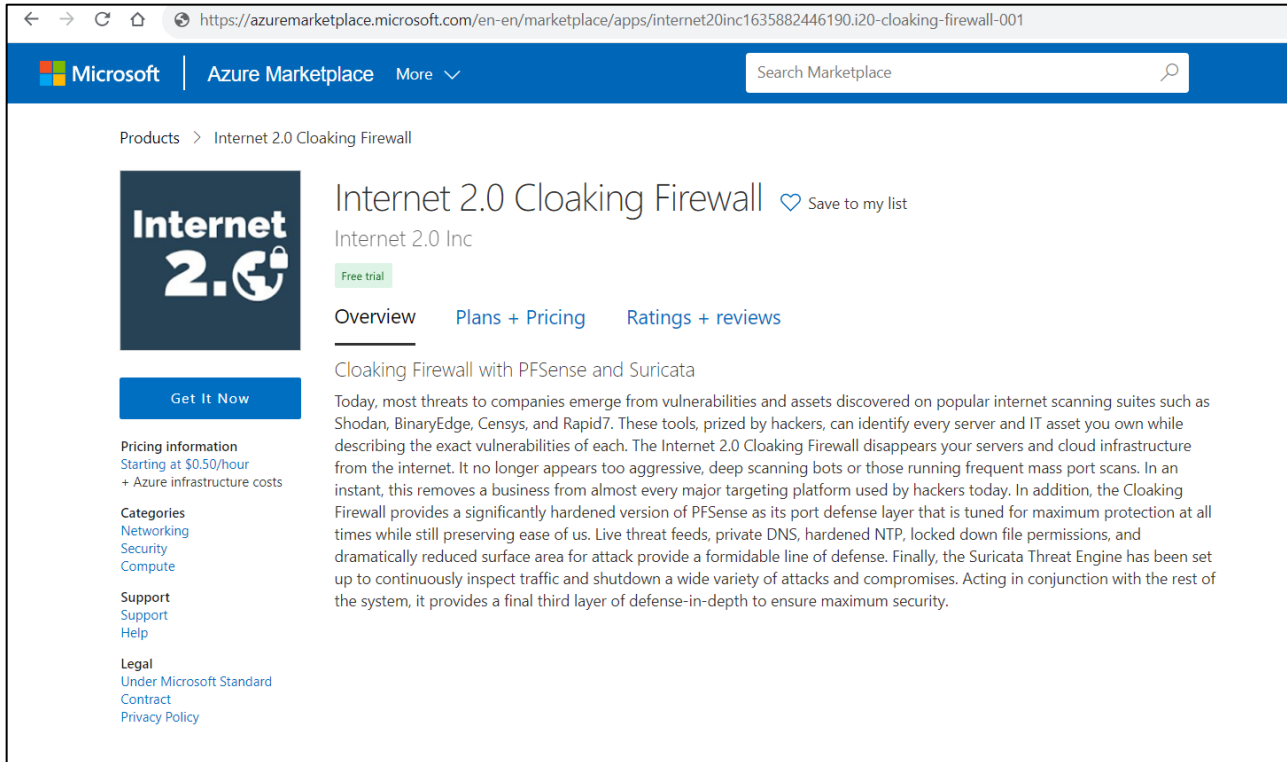 https://azuremarketplace.microsoft.com/en-en/marketplace/apps/internet20inc1635882446190.i20-cloaking-firewall-001
Microsoft
Azure Marketplace
More
Search Marketplace
Products > Internet 2.0 Cloaking Firewall
Internet
2.0
Internet 2.0 Cloaking Firewall
Save to my list
Internet 2.0 Inc
Free trial
Overview
Plans + Pricing
Ratings + reviews
Get It Now
Pricing information
Starting at $0.50/hour
+ Azure infrastructure costs
Categories
Networking
Security
Compute
Support
Support
Help
Legal
Under Microsoft Standard
Contract
Privacy Policy
Cloaking Firewall with PFSense and Suricata
Today, most threats to companies emerge from vulnerabilities and assets discovered on popular internet scanning suites such as
Shodan, BinaryEdge, Censys, and Rapid7. These tools, prized by hackers, can identify every server and IT asset you own while
describing the exact vulnerabilities of each. The Internet 2.0 Cloaking Firewall disappears your servers and cloud infrastructure
from the internet. It no longer appears too aggressive, deep scanning bots or those running frequent mass port scans. In an
instant, this removes a business from almost every major targeting platform used by hackers today. In addition, the Cloaking
Firewall provides a significantly hardened version of PFSense as its port defense layer that is tuned for maximum protection at all
times while still preserving ease of us. Live threat feeds, private DNS, hardened NTP, locked down file permissions, and
dramatically reduced surface area for attack provide a formidable line of defense. Finally, the Suricata Threat Engine has been set
up to continuously inspect traffic and shutdown a wide variety of attacks and compromises. Acting in conjunction with the rest of
the system, it provides a final third layer of defense-in-depth to ensure maximum security.